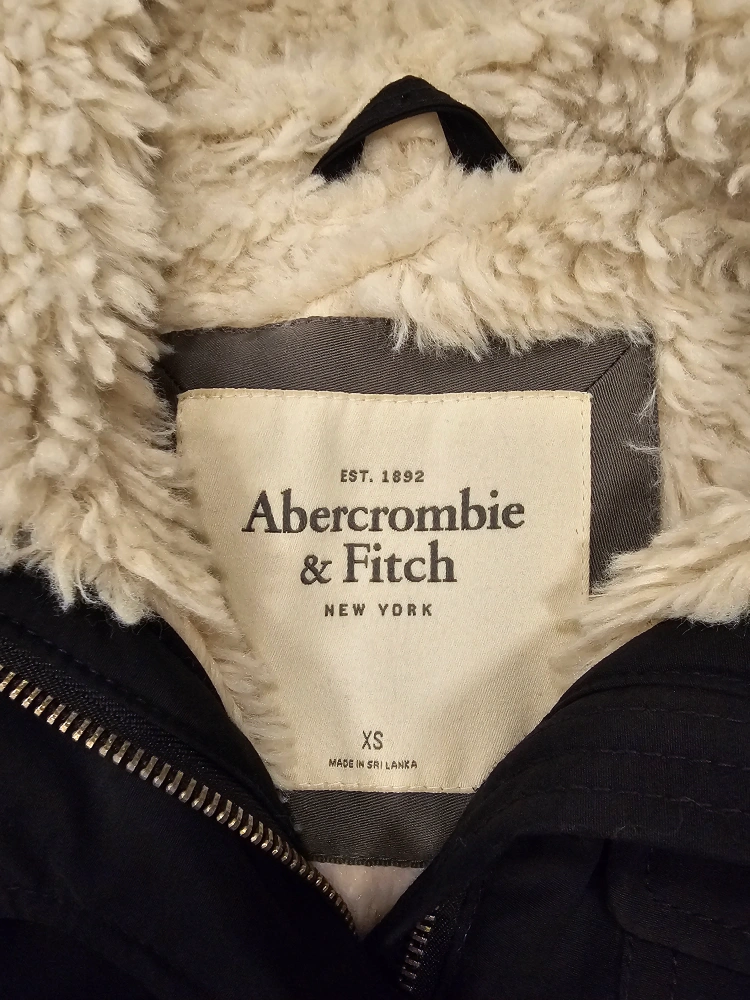 EST. 1892
Abercrombie
& Fitch
NEW YORK
XS
MADE IN SRI LANKA